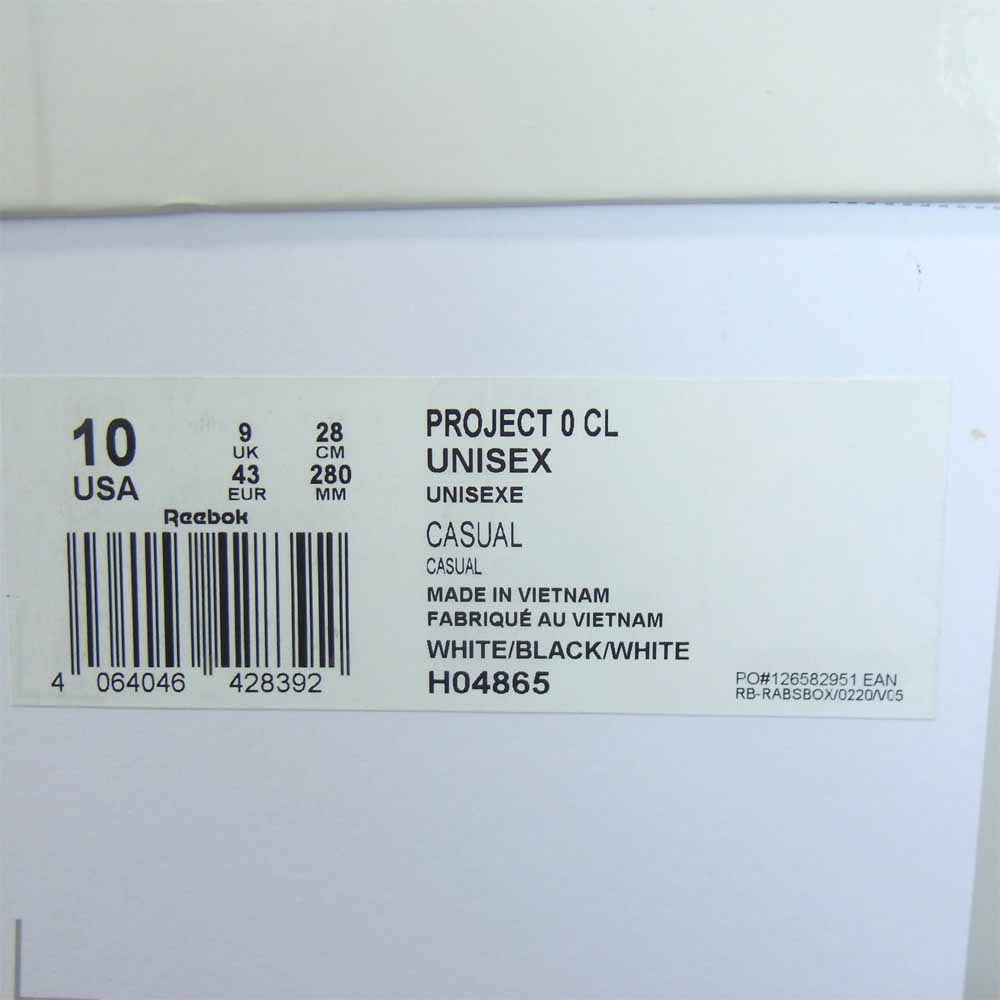 10
USA
9
UK
43
EUR
28
CM
280
MM
Reebok
4 064046 428392
PROJECT 0 CL
UNISEX
UNISEXE
CASUAL
CASUAL
MADE IN VIETNAM
FABRIQUÉ AU VIETNAM
WHITE/BLACK/WHITE
H04865
PO#126582951 EAN
RB-RABSBOX/0220/V05